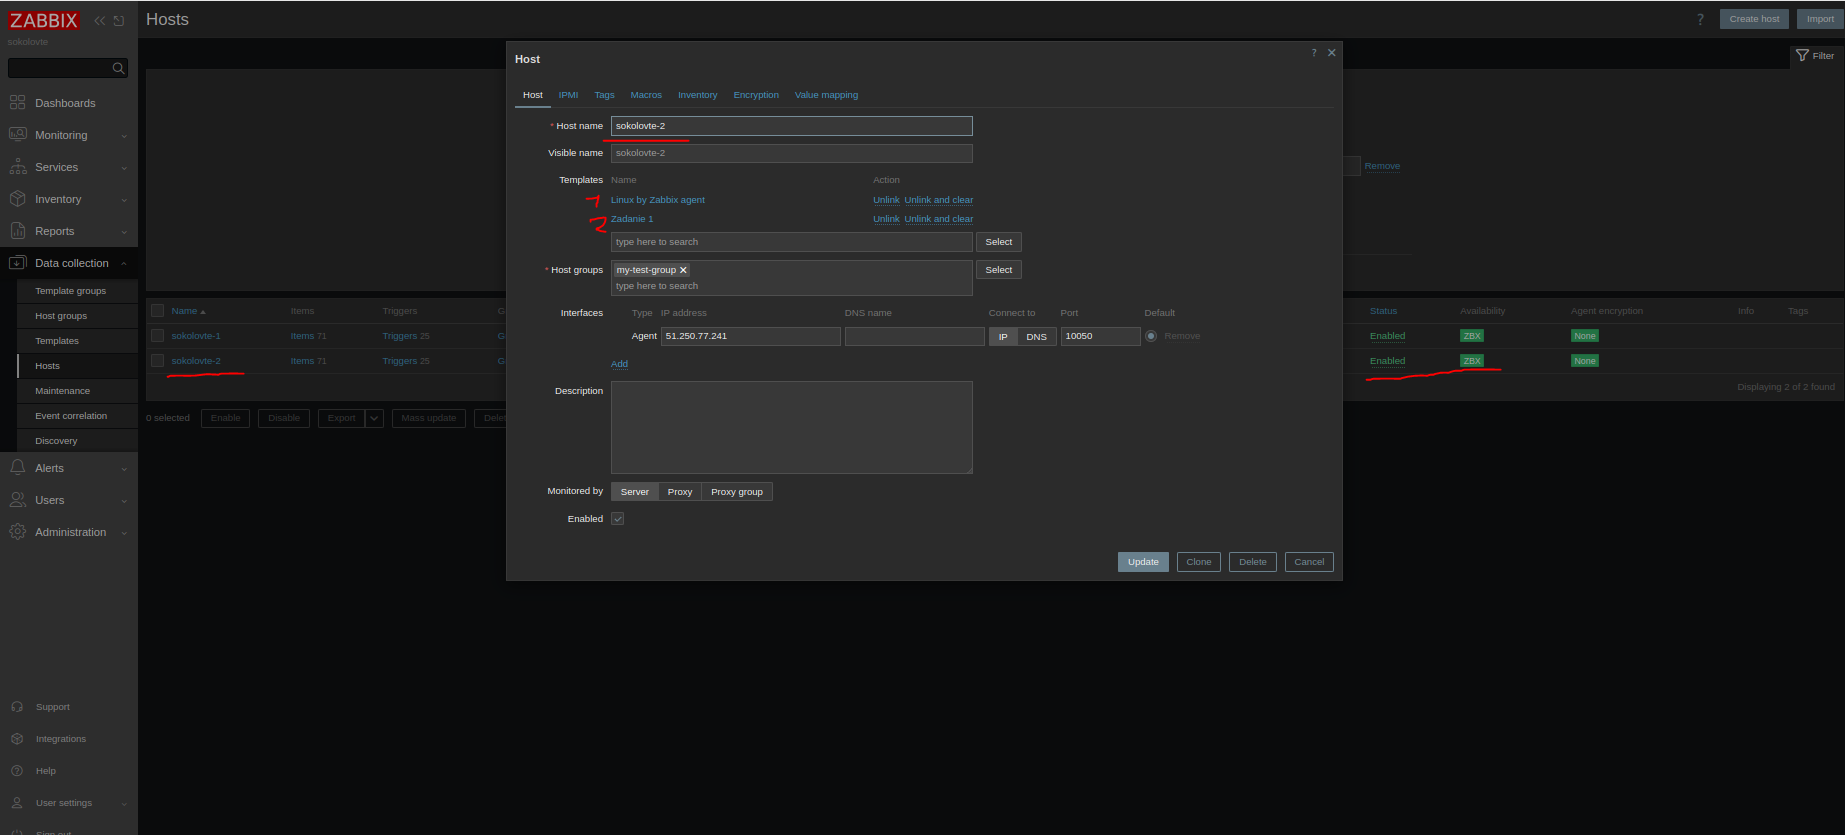 ZABBIX
sokolovte
Dashboards
Monitoring
Services
Inventory
Reports
Data collection
Template groups
Host groups
Templates
Hosts
Maintenance
Event correlation
Discovery
Alerts
Users
Administration
Support
Integrations
Help
User settings
Sign out
Hosts
? Create host Import
Filter
Remove
Name Items Triggers G
sokolovte-1 Items 71 Triggers 25 G
sokolovte-2 Items 71 Triggers 25 G
0 selected Enable Disable Export Mass update Delet
Host
?
Host IPMI Tags Macros Inventory Encryption Value mapping
* Host name sokolovte-2
Visible name sokolovte-2
Templates Name Action
1 Linux by Zabbix agent Unlink Unlink and clear
2 Zadanie 1 Unlink Unlink and clear
type here to search Select
* Host groups my-test-group Select
type here to search
Interfaces Type IP address DNS name Connect to Port Default
Agent 51.250.77.241 IP DNS 10050 Remove
Add
Description
Monitored by Server Proxy Proxy group
Enabled
Update Clone Delete Cancel
Status Availability Agent encryption Info Tags
Enabled ZBX None
Enabled ZBX None
Displaying 2 of 2 found